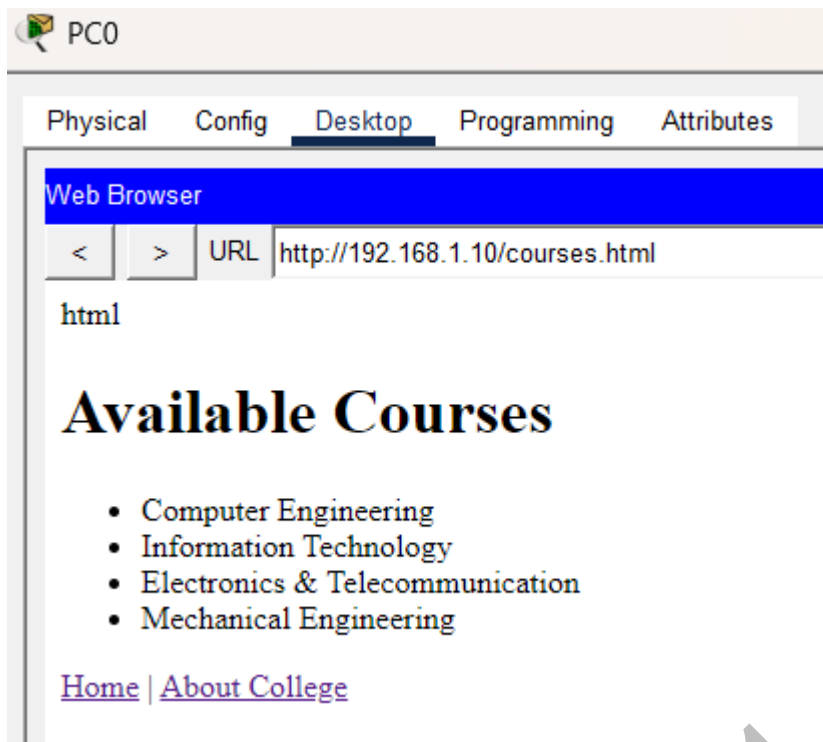 PC0
Physical Config Desktop Programming Attributes
Web Browser
< > URL http://192.168.1.10/courses.html
html
Available Courses
• Computer Engineering
• Information Technology
• Electronics & Telecommunication
• Mechanical Engineering
Home | About College